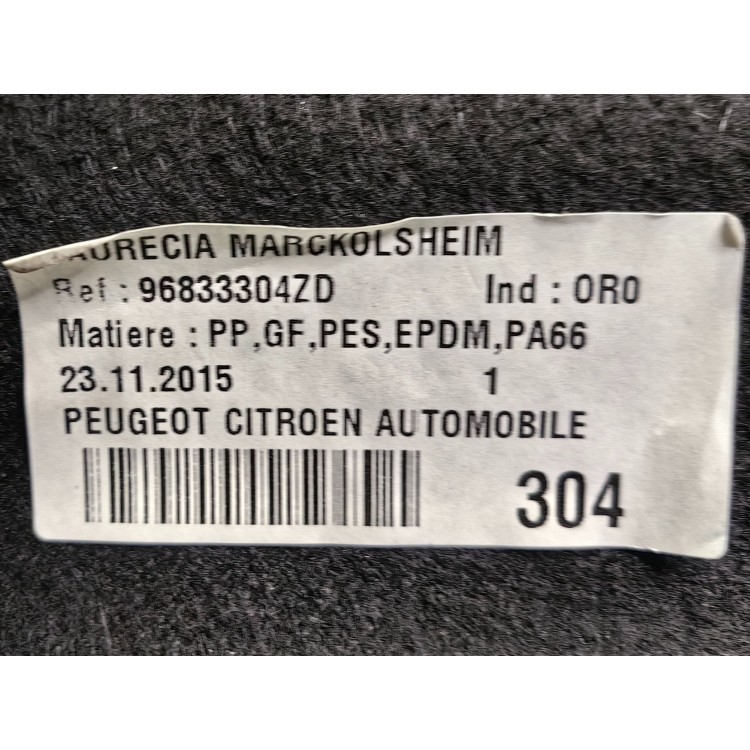 FAURECIA MARCKOLSHEIM
Ref : 96833304ZD Ind : OR0
Matiere : PP,GF,PES,EPDM,PA66
23.11.2015 1
PEUGEOT CITROEN AUTOMOBILE
304